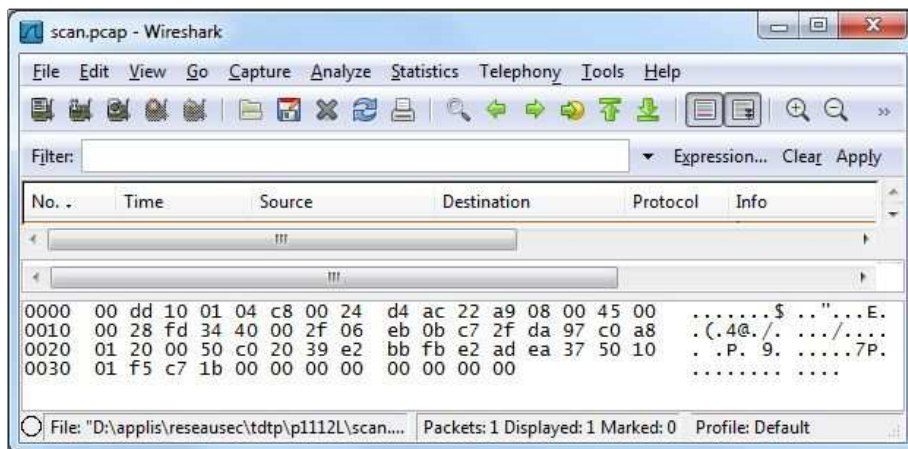 scan.pcap - Wireshark
File Edit View Go Capture Analyze Statistics Telephony Tools Help
Filter: Expression... Clear Apply
No. . Time Source Destination Protocol Info
0000 00 dd 10 01 04 c8 00 24 d4 ac 22 a9 08 00 45 00 .......$ .."...E.
0010 00 28 fd 34 40 00 2f 06 eb 0b c7 2f da 97 c0 a8 .(.4@./. .../....
0020 01 20 00 50 c0 20 39 e2 bb fb e2 ad ea 37 50 10 . .P. 9. .....7P.
0030 01 f5 c7 1b 00 00 00 00 00 00 00 00 ........ ....
File: "D:\applis\reseausec\tdtp\p1112L\scan.... Packets: 1 Displayed: 1 Marked: 0 Profile: Default